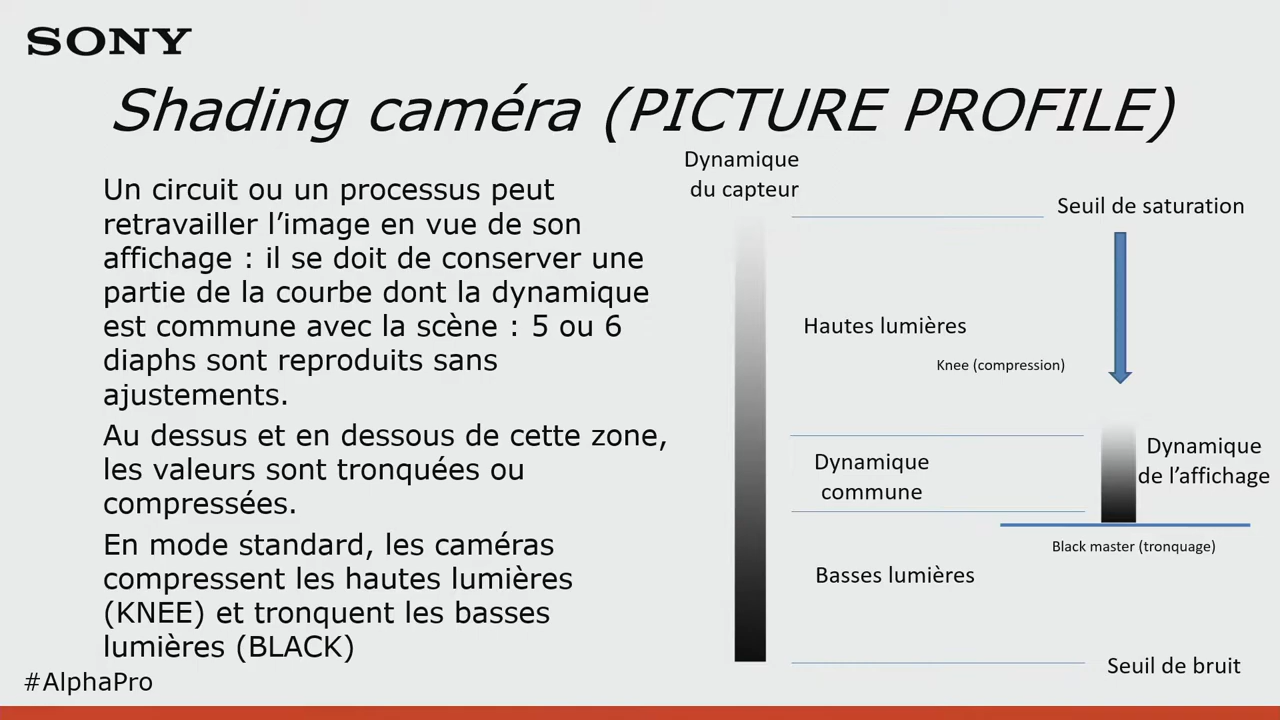 SONY
Shading caméra (PICTURE PROFILE)
Un circuit ou un processus peut
retravailler l’image en vue de son
affichage : il se doit de conserver une
partie de la courbe dont la dynamique
est commune avec la scène : 5 ou 6
diaphs sont reproduits sans
ajustements.
Au dessus et en dessous de cette zone,
les valeurs sont tronquées ou
compressées.
En mode standard, les caméras
compressent les hautes lumières
(KNEE) et tronquent les basses
lumières (BLACK)
#AlphaPro
Dynamique
du capteur
Seuil de saturation
Hautes lumières
Knee (compression)
Dynamique
commune
Dynamique
de l’affichage
Black master (tronquage)
Basses lumières
Seuil de bruit